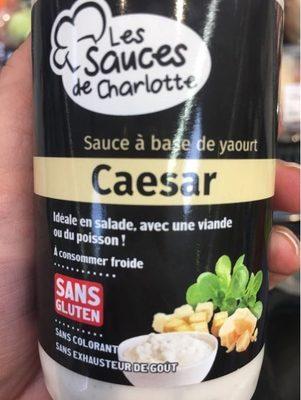 Les
Sauces
de Charlotte
Sauce à base de yaourt
Caesar
Idéale en salade, avec une viande
ou du poisson !
À consommer froide
SANS
GLUTEN
SANS COLORANT
SANS EXHAUSTEUR DE GOÛT